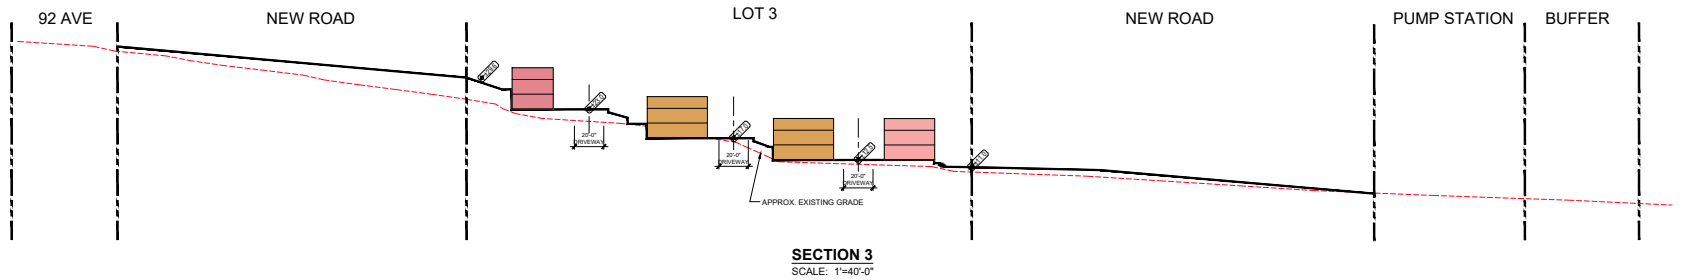 92 AVE
NEW ROAD
LOT 3
NEW ROAD
PUMP STATION
BUFFER
20'-0"
DRIVEWAY
20'-0"
DRIVEWAY
20'-0"
DRIVEWAY
APPROX. EXISTING GRADE
SECTION 3
SCALE: 1'=40'-0"